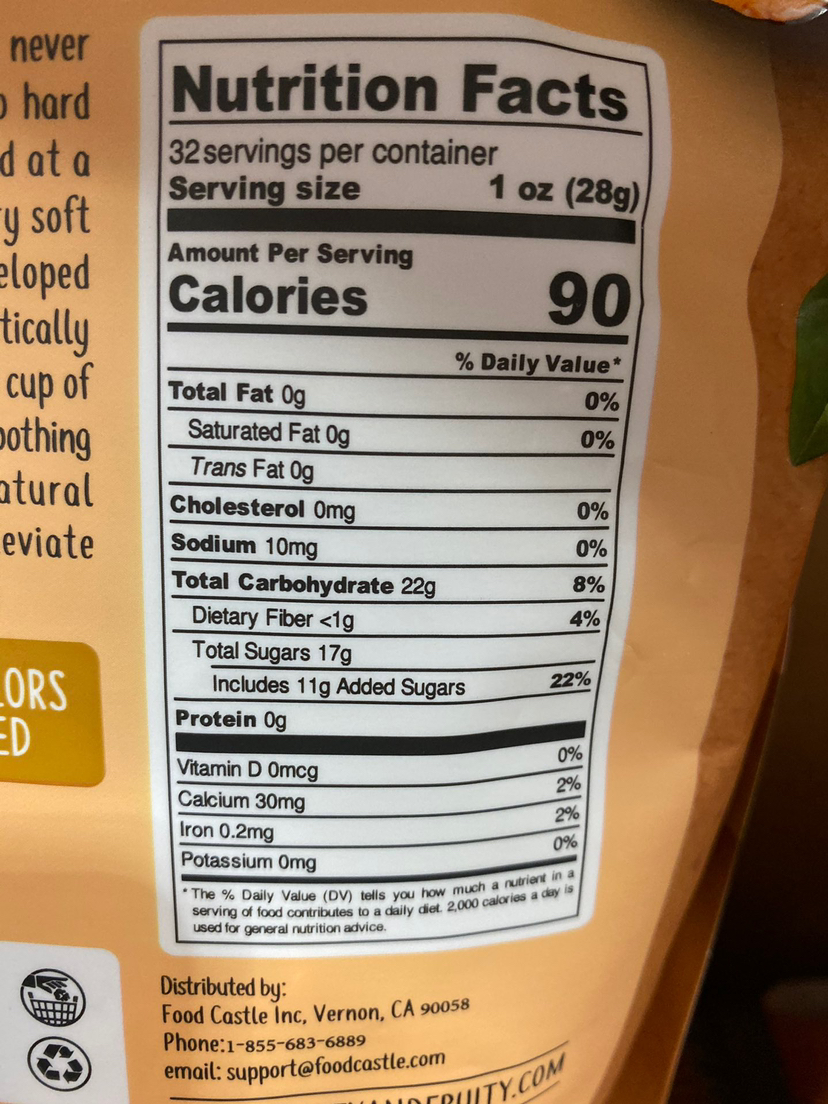 never
hard
d at a
y soft
eloped
tically
cup of
oothing
atural
eviate
LORS
ED
Nutrition Facts
32 servings per container
Serving size 1 oz (28g)
Amount Per Serving
Calories 90
% Daily Value*
Total Fat 0g 0%
Saturated Fat 0g 0%
Trans Fat 0g
Cholesterol 0mg 0%
Sodium 10mg 0%
Total Carbohydrate 22g 8%
Dietary Fiber <1g 4%
Total Sugars 17g
Includes 11g Added Sugars 22%
Protein 0g
Vitamin D 0mcg 0%
Calcium 30mg 2%
Iron 0.2mg 2%
Potassium 0mg 0%
* The % Daily Value (DV) tells you how much a nutrient in a
serving of food contributes to a daily diet. 2,000 calories a day is
used for general nutrition advice.
Distributed by:
Food Castle Inc, Vernon, CA 90058
Phone:1-855-683-6889
email: support@foodcastle.com
ANDFRUITY.COM